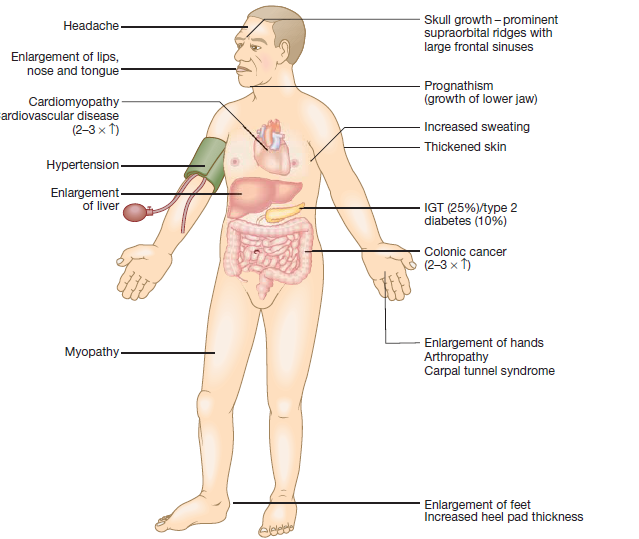 Headache
Enlargement of lips,
nose and tongue
Cardiomyopathy
ardiovascular disease
(2–3 × ↑)
Hypertension
Enlargement
of liver
Myopathy
Skull growth – prominent
supraorbital ridges with
large frontal sinuses
Prognathism
(growth of lower jaw)
Increased sweating
Thickened skin
IGT (25%)/type 2
diabetes (10%)
Colonic cancer
(2–3 × ↑)
Enlargement of hands
Arthropathy
Carpal tunnel syndrome
Enlargement of feet
Increased heel pad thickness